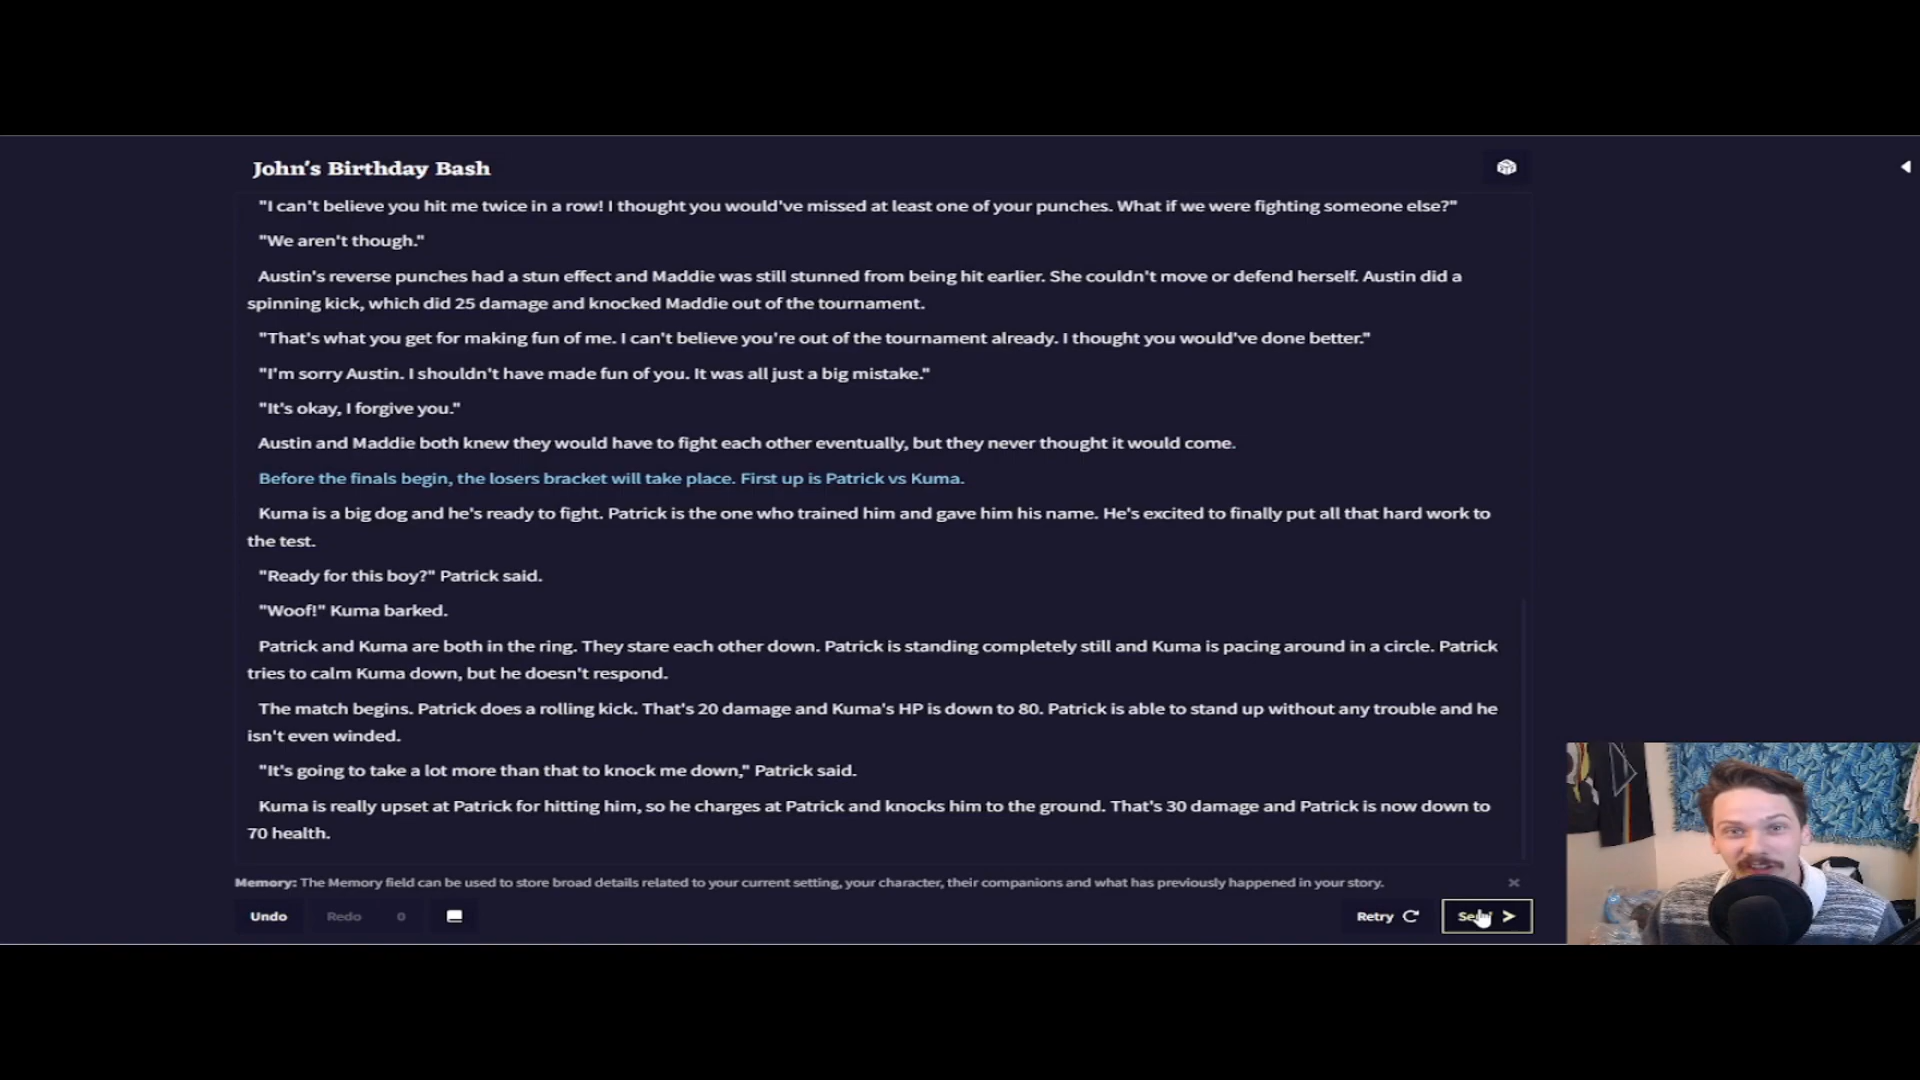 John's Birthday Bash
"I can't believe you hit me twice in a row! I thought you would've missed at least one of your punches. What if we were fighting someone else?"
"We aren't though."
Austin's reverse punches had a stun effect and Maddie was still stunned from being hit earlier. She couldn't move or defend herself. Austin did a
spinning kick, which did 25 damage and knocked Maddie out of the tournament.
"That's what you get for making fun of me. I can't believe you're out of the tournament already. I thought you would've done better."
"I'm sorry Austin. I shouldn't have made fun of you. It was all just a big mistake."
"It's okay, I forgive you."
Austin and Maddie both knew they would have to fight each other eventually, but they never thought it would come.
Before the finals begin, the losers bracket will take place. First up is Patrick vs Kuma.
Kuma is a big dog and he's ready to fight. Patrick is the one who trained him and gave him his name. He's excited to finally put all that hard work to
the test.
"Ready for this boy?" Patrick said.
"Woof!" Kuma barked.
Patrick and Kuma are both in the ring. They stare each other down. Patrick is standing completely still and Kuma is pacing around in a circle. Patrick
tries to calm Kuma down, but he doesn't respond.
The match begins. Patrick does a rolling kick. That's 20 damage and Kuma's HP is down to 80. Patrick is able to stand up without any trouble and he
isn't even winded.
"It's going to take a lot more than that to knock me down," Patrick said.
Kuma is really upset at Patrick for hitting him, so he charges at Patrick and knocks him to the ground. That's 30 damage and Patrick is now down to
70 health.
Memory: The Memory field can be used to store broad details related to your current setting, your character, their companions and what has previously happened in your story.
Undo Redo 0 Retry